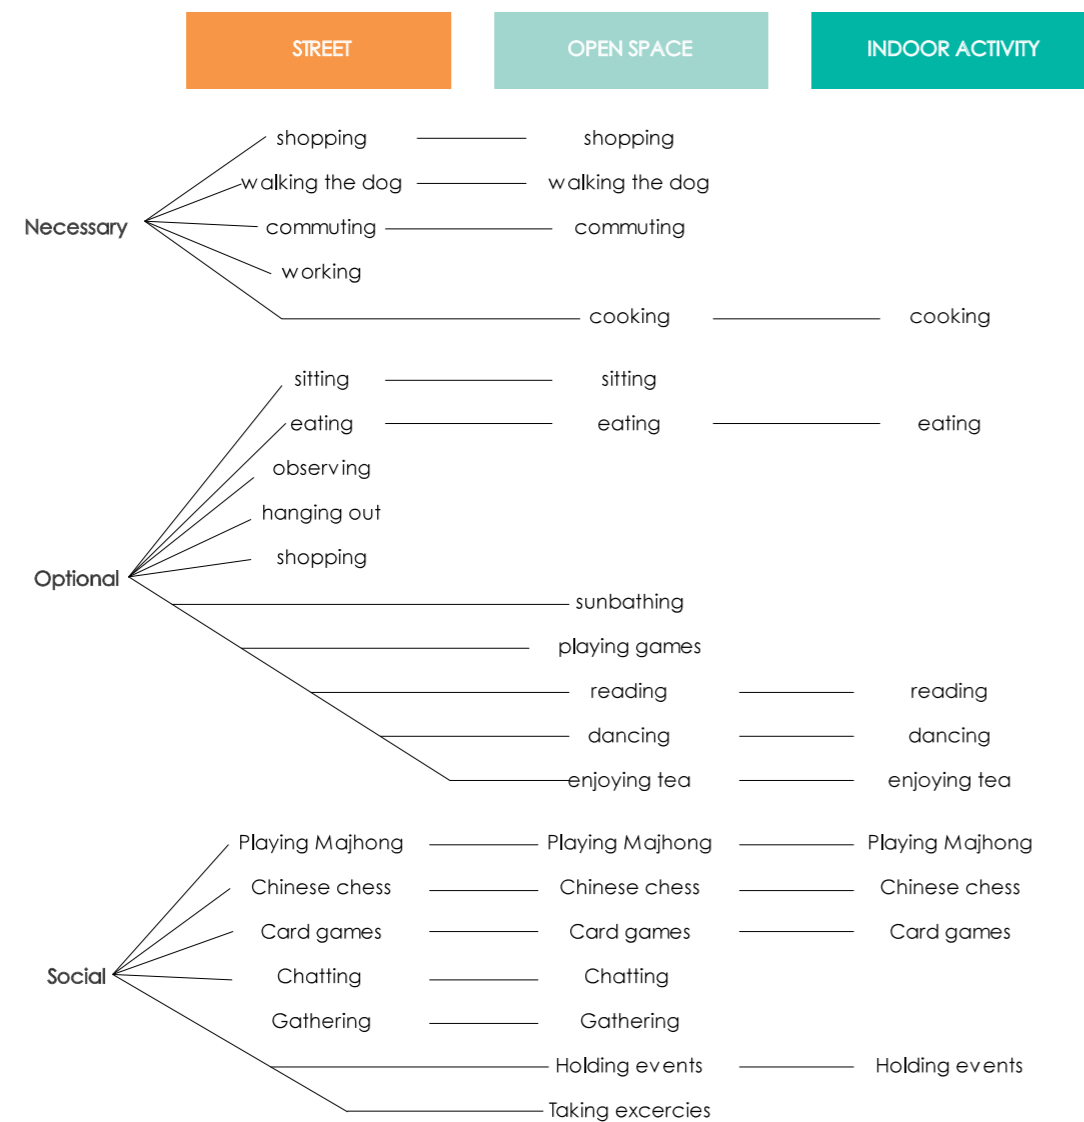 STREET OPEN SPACE INDOOR ACTIVITY
shopping shopping
walking the dog walking the dog
Necessary commuting commuting
working
cooking cooking
sitting sitting
eating eating eating
observing
hanging out
shopping
Optional
sunbathing
playing games
reading reading
dancing dancing
enjoying tea enjoying tea
Playing Majhong Playing Majhong Playing Majhong
Chinese chess Chinese chess Chinese chess
Card games Card games Card games
Social Chatting Chatting
Gathering Gathering
Holding events Holding events
Taking excercies